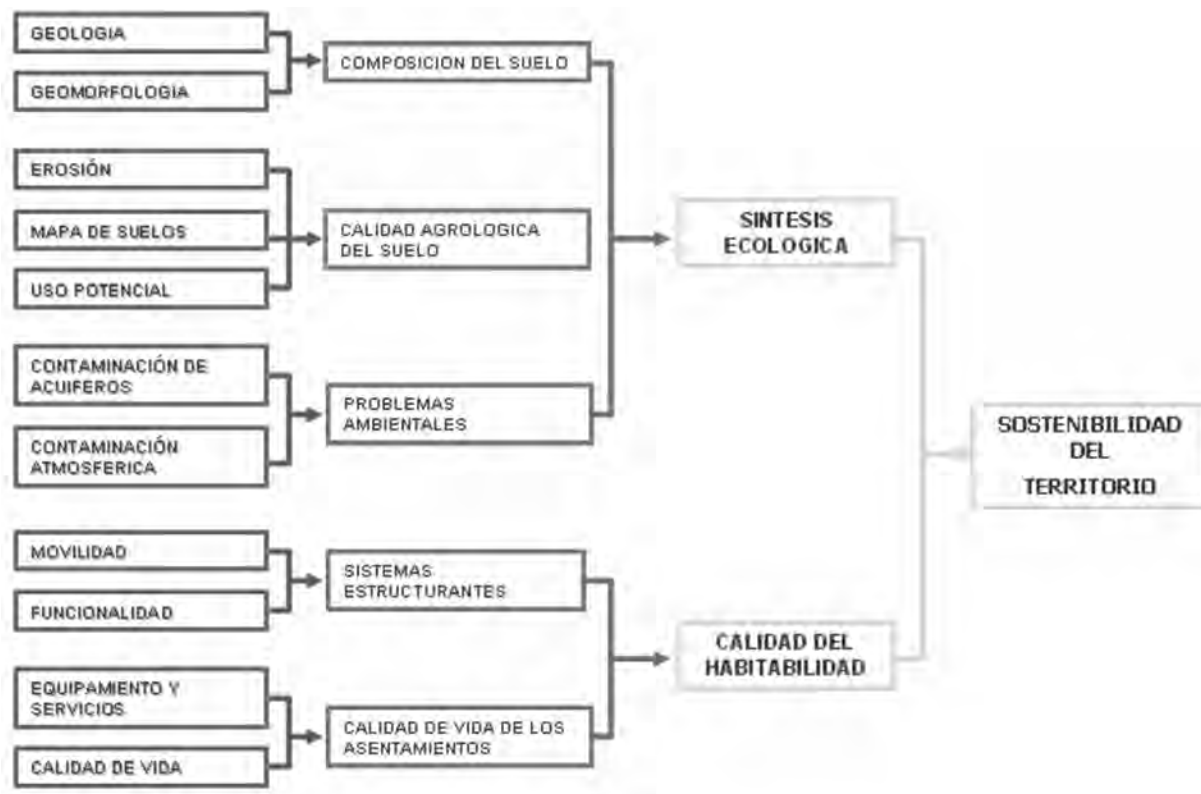 GEOLOGIA
GEOMORFOLOGIA
COMPOSICION DEL SUELO
EROSIÓN
MAPA DE SUELOS
USO POTENCIAL
CALIDAD AGROLOGICA
DEL SUELO
CONTAMINACIÓN DE
ACUIFEROS
CONTAMINACIÓN
ATMOSFERICA
PROBLEMAS
AMBIENTALES
SINTESIS
ECOLOGICA
MOVILIDAD
FUNCIONALIDAD
SISTEMAS
ESTRUCTURANTES
EQUIPAMIENTO Y
SERVICIOS
CALIDAD DE VIDA
CALIDAD DE VIDA DE LOS
ASENTAMIENTOS
CALIDAD DEL
HABITABILIDAD
SOSTENIBILIDAD
DEL
TERRITORIO